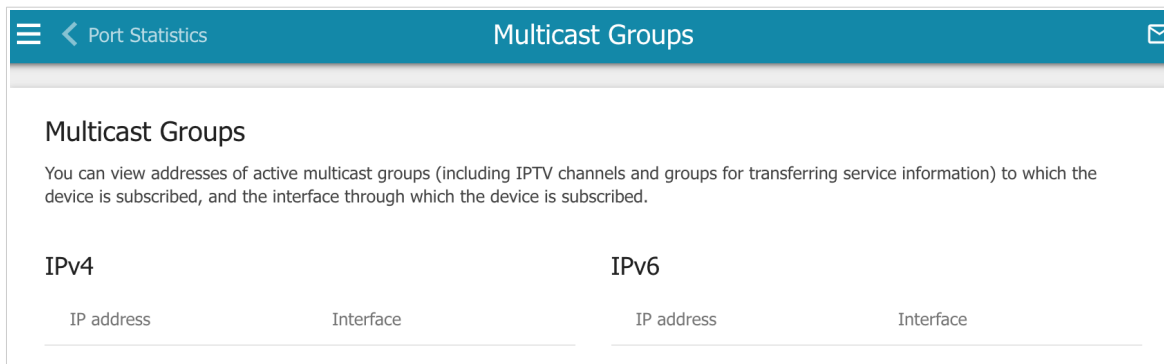 Port Statistics
Multicast Groups
Multicast Groups
You can view addresses of active multicast groups (including IPTV channels and groups for transferring service information) to which the
device is subscribed, and the interface through which the device is subscribed.
IPv4
IPv6
IP address
Interface
IP address
Interface